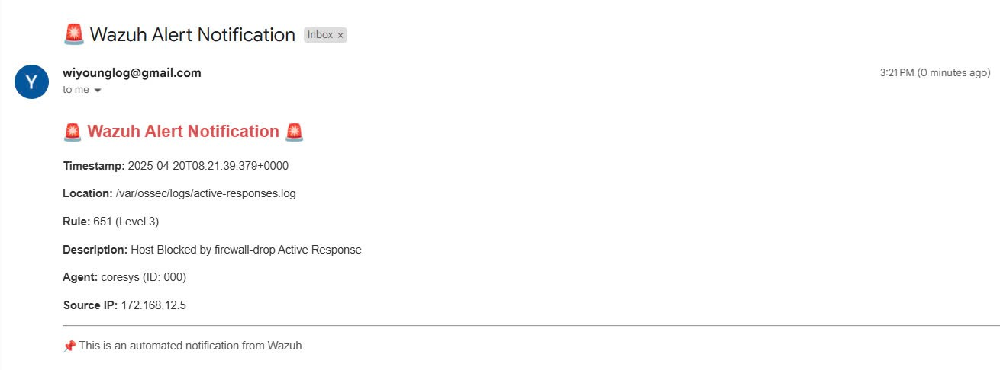 🚨 Wazuh Alert Notification Inbox ×
Y
wiyounglog@gmail.com 3:21 PM (0 minutes ago)
to me
🚨 Wazuh Alert Notification 🚨
Timestamp: 2025-04-20T08:21:39.379+0000
Location: /var/ossec/logs/active-responses.log
Rule: 651 (Level 3)
Description: Host Blocked by firewall-drop Active Response
Agent: coresys (ID: 000)
Source IP: 172.168.12.5
📌 This is an automated notification from Wazuh.